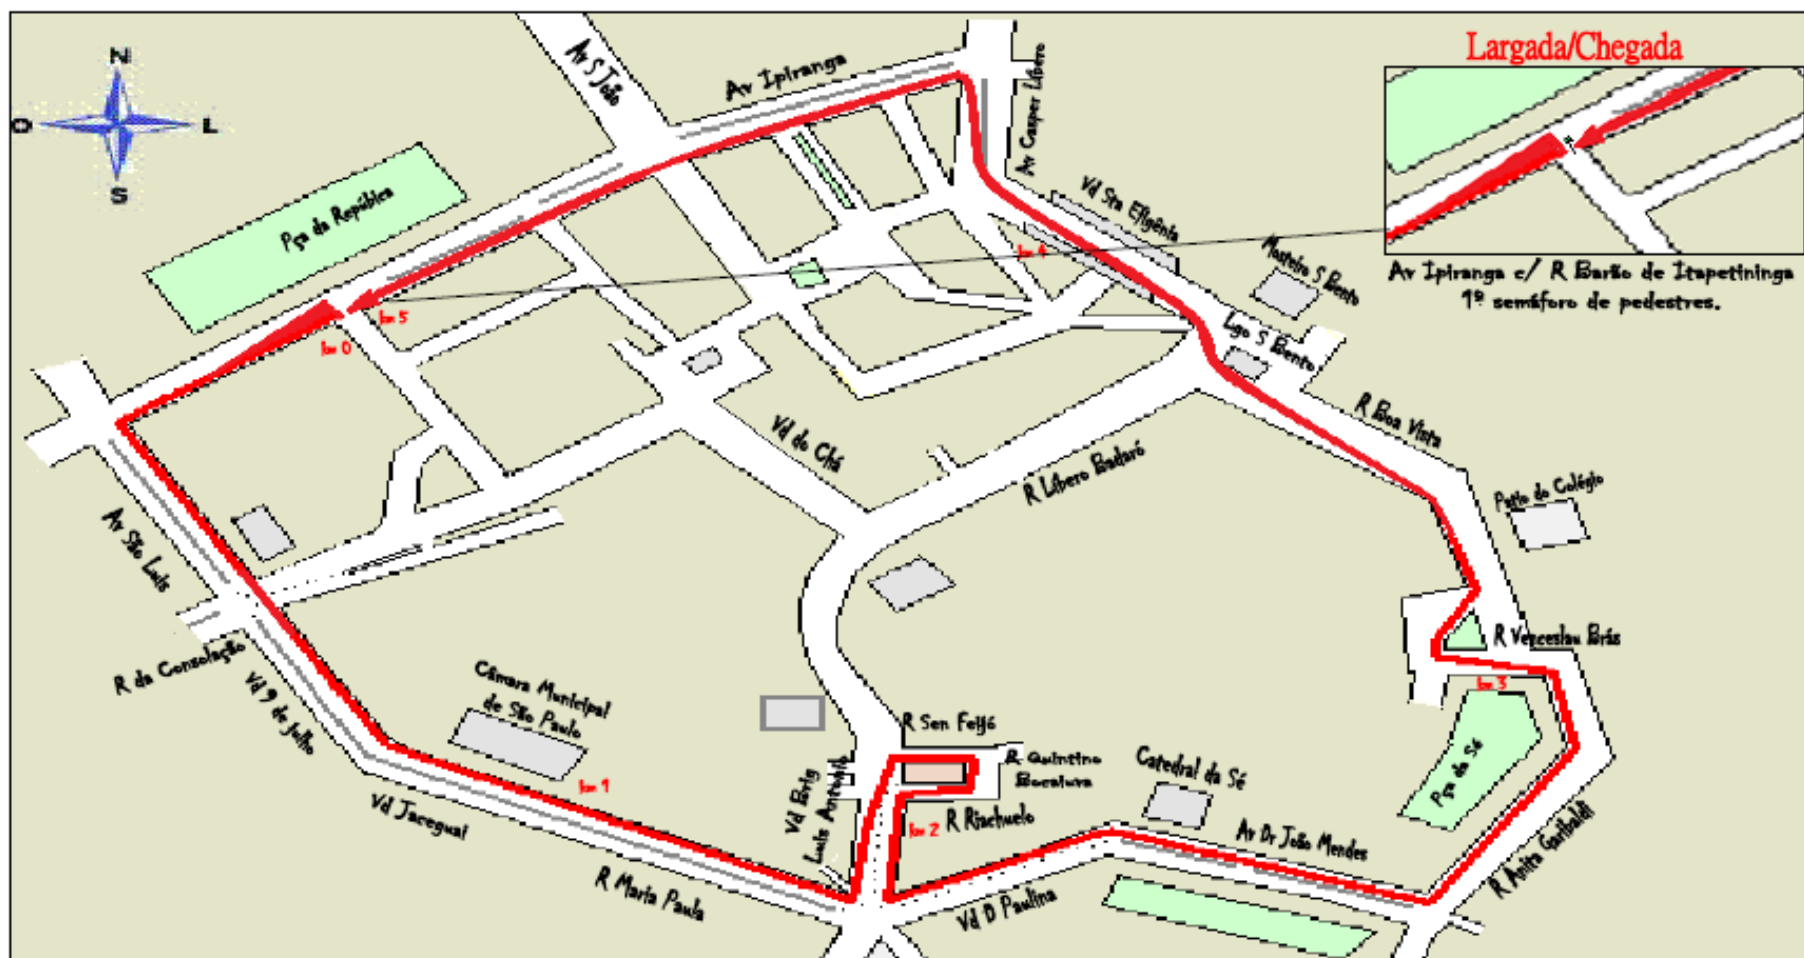 N
O
L
S
Av S João
Av Ipiranga
Av Casper Líbero
Largada/Chegada
Av Ipiranga c/ R Barão de Itapetininga
1º semáforo de pedestres.
Pça da República
Vd Sta Efigênia
Mosteiro S Bento
Lgo S Bento
km 4
km 5
km 0
R Boa Vista
Vd do Chá
R Líbero Badaró
Patio do Colégio
Av São Luis
R da Consolação
Vd 9 de Julho
Câmara Municipal
de São Paulo
km 1
Vd Jacegual
R Maria Paula
Vd Brig
Luis Antonio
R Sen Feijó
R Quintino
Bocaiuva
R Riachuelo
km 2
Vd D Paulina
Catedral da Sé
Av Dr João Mendes
R Venceslau Brás
km 3
Pça da Sé
R Anita Garibaldi